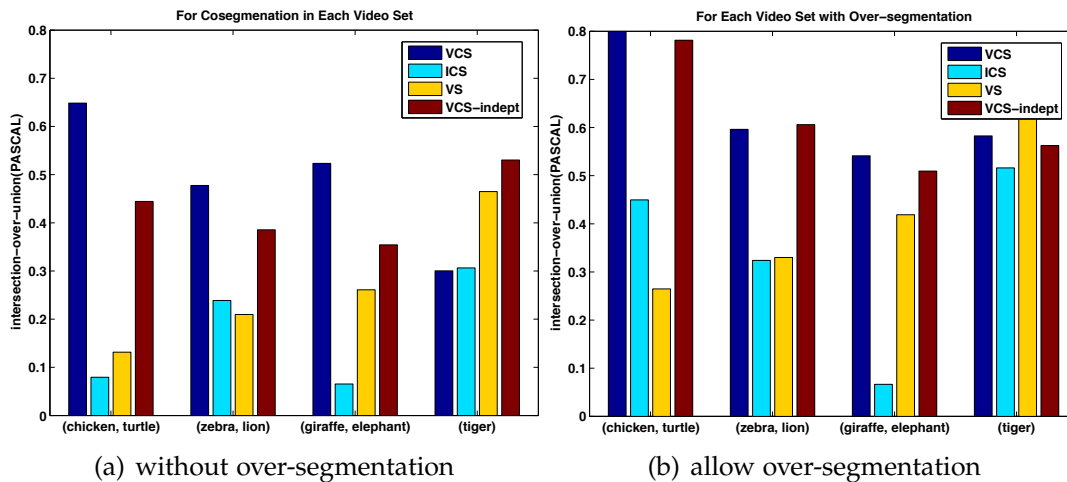 For Cosegmenation in Each Video Set
intersection-over-union(PASCAL)
0.8
0.7
0.6
0.5
0.4
0.3
0.2
0.1
0
VCS
ICS
VS
VCS-indept
(chicken, turtle)
(zebra, lion)
(giraffe, elephant)
(tiger)
(a) without over-segmentation
For Each Video Set with Over-segmentation
intersection-over-union(PASCAL)
0.8
0.7
0.6
0.5
0.4
0.3
0.2
0.1
0
VCS
ICS
VS
VCS-indept
(chicken, turtle)
(zebra, lion)
(giraffe, elephant)
(tiger)
(b) allow over-segmentation